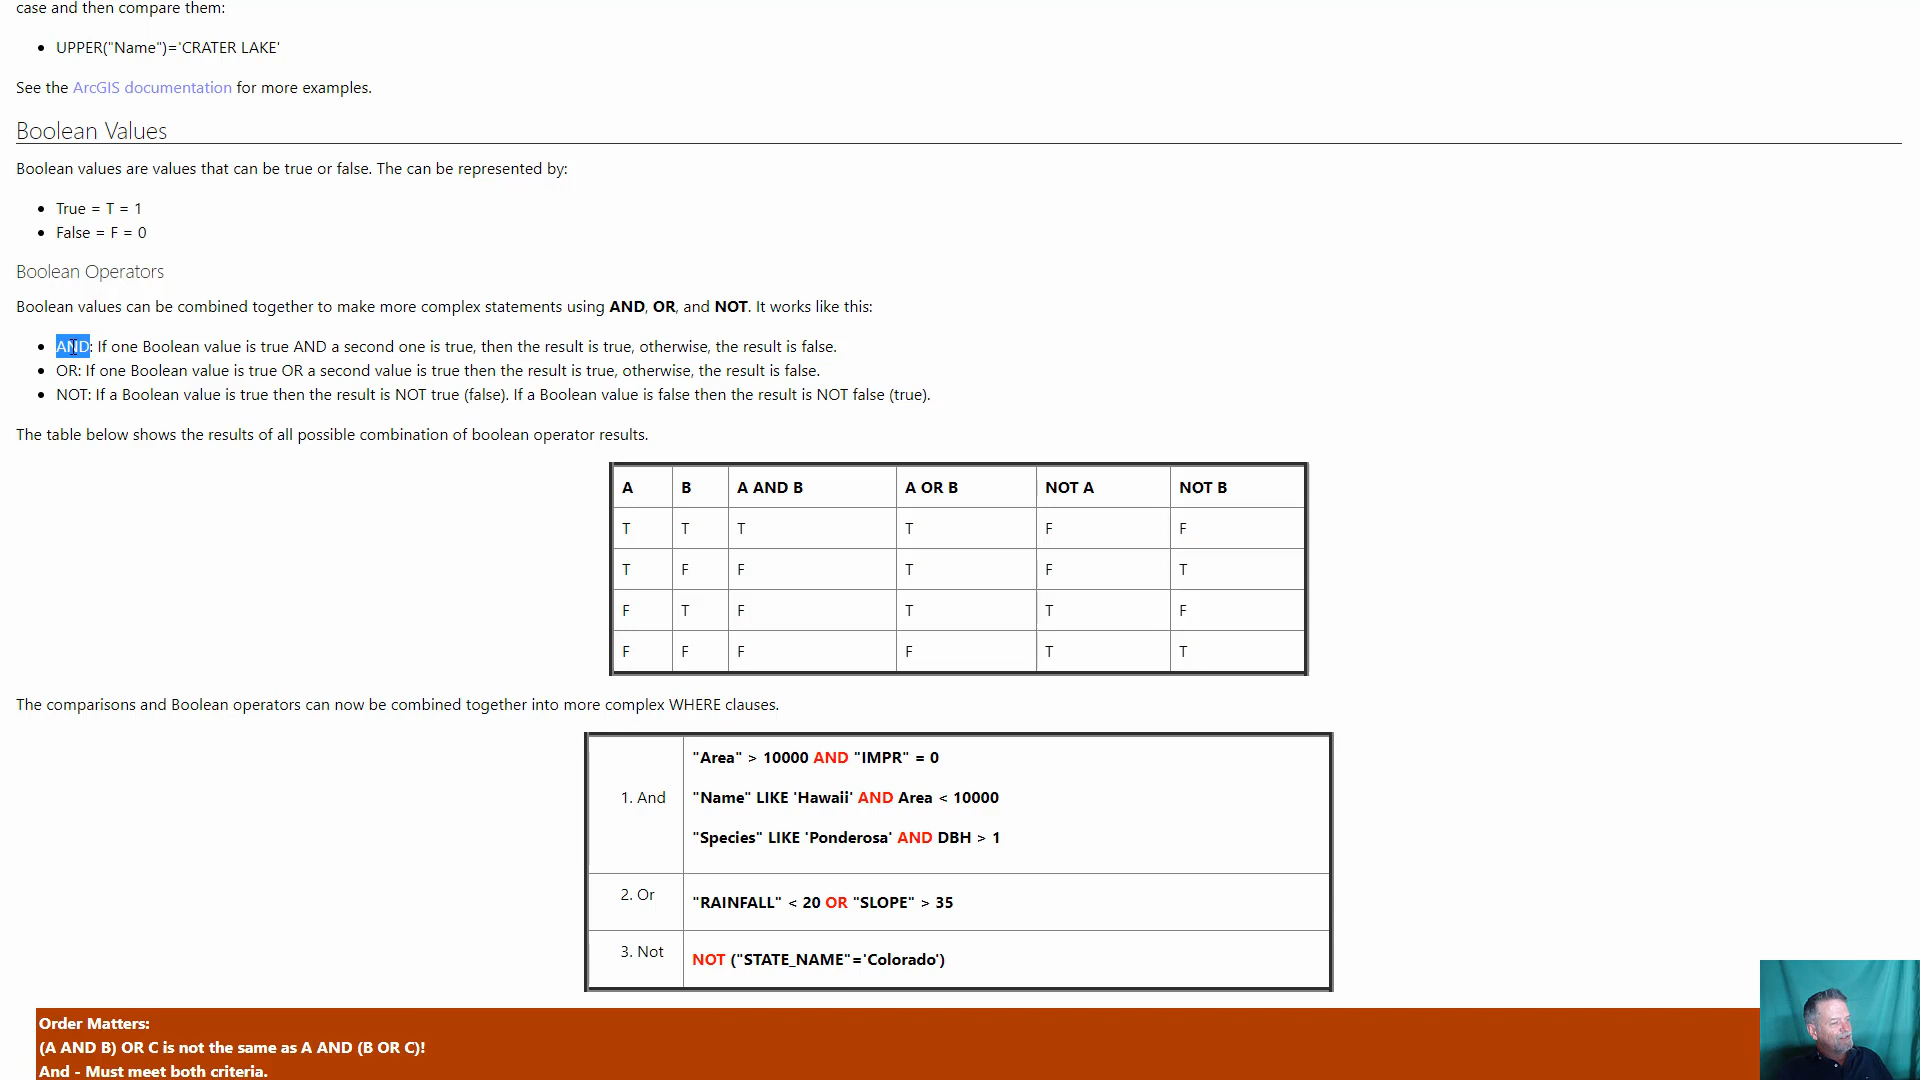 case and then compare them:
• UPPER("Name")='CRATER LAKE'
See the ArcGIS documentation for more examples.
Boolean Values
Boolean values are values that can be true or false. The can be represented by:
• True = T = 1
• False = F = 0
Boolean Operators
Boolean values can be combined together to make more complex statements using AND, OR, and NOT. It works like this:
• AND: If one Boolean value is true AND a second one is true, then the result is true, otherwise, the result is false.
• OR: If one Boolean value is true OR a second value is true then the result is true, otherwise, the result is false.
• NOT: If a Boolean value is true then the result is NOT true (false). If a Boolean value is false then the result is NOT false (true).
The table below shows the results of all possible combination of boolean operator results.
A B A AND B A OR B NOT A NOT B
T T T T F F
T F F T F T
F T F T T F
F F F F T T
The comparisons and Boolean operators can now be combined together into more complex WHERE clauses.
"Area" > 10000 AND "IMPR" = 0
1. And "Name" LIKE 'Hawaii' AND Area < 10000
"Species" LIKE 'Ponderosa' AND DBH > 1
2. Or "RAINFALL" < 20 OR "SLOPE" > 35
3. Not NOT ("STATE_NAME"='Colorado')
Order Matters:
(A AND B) OR C is not the same as A AND (B OR C)!
And - Must meet both criteria.